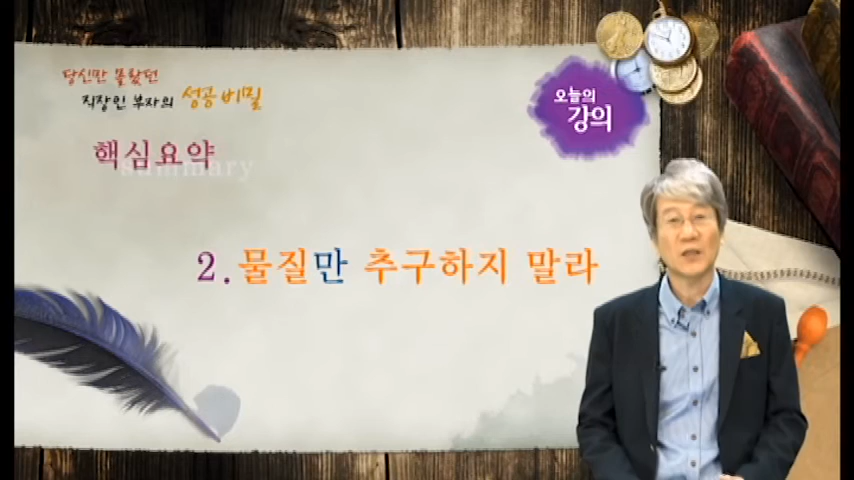 당신만 몰랐던
직장인 부자의 성공 비밀
오늘의
강의
핵심요약
summary
2. 물질만 추구하지 말라